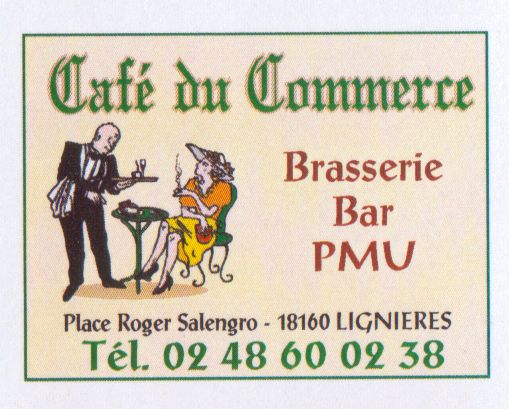 Café du Commerce
Brasserie
Bar
PMU
Place Roger Salengro - 18160 LIGNIERES
Tél. 02 48 60 02 38